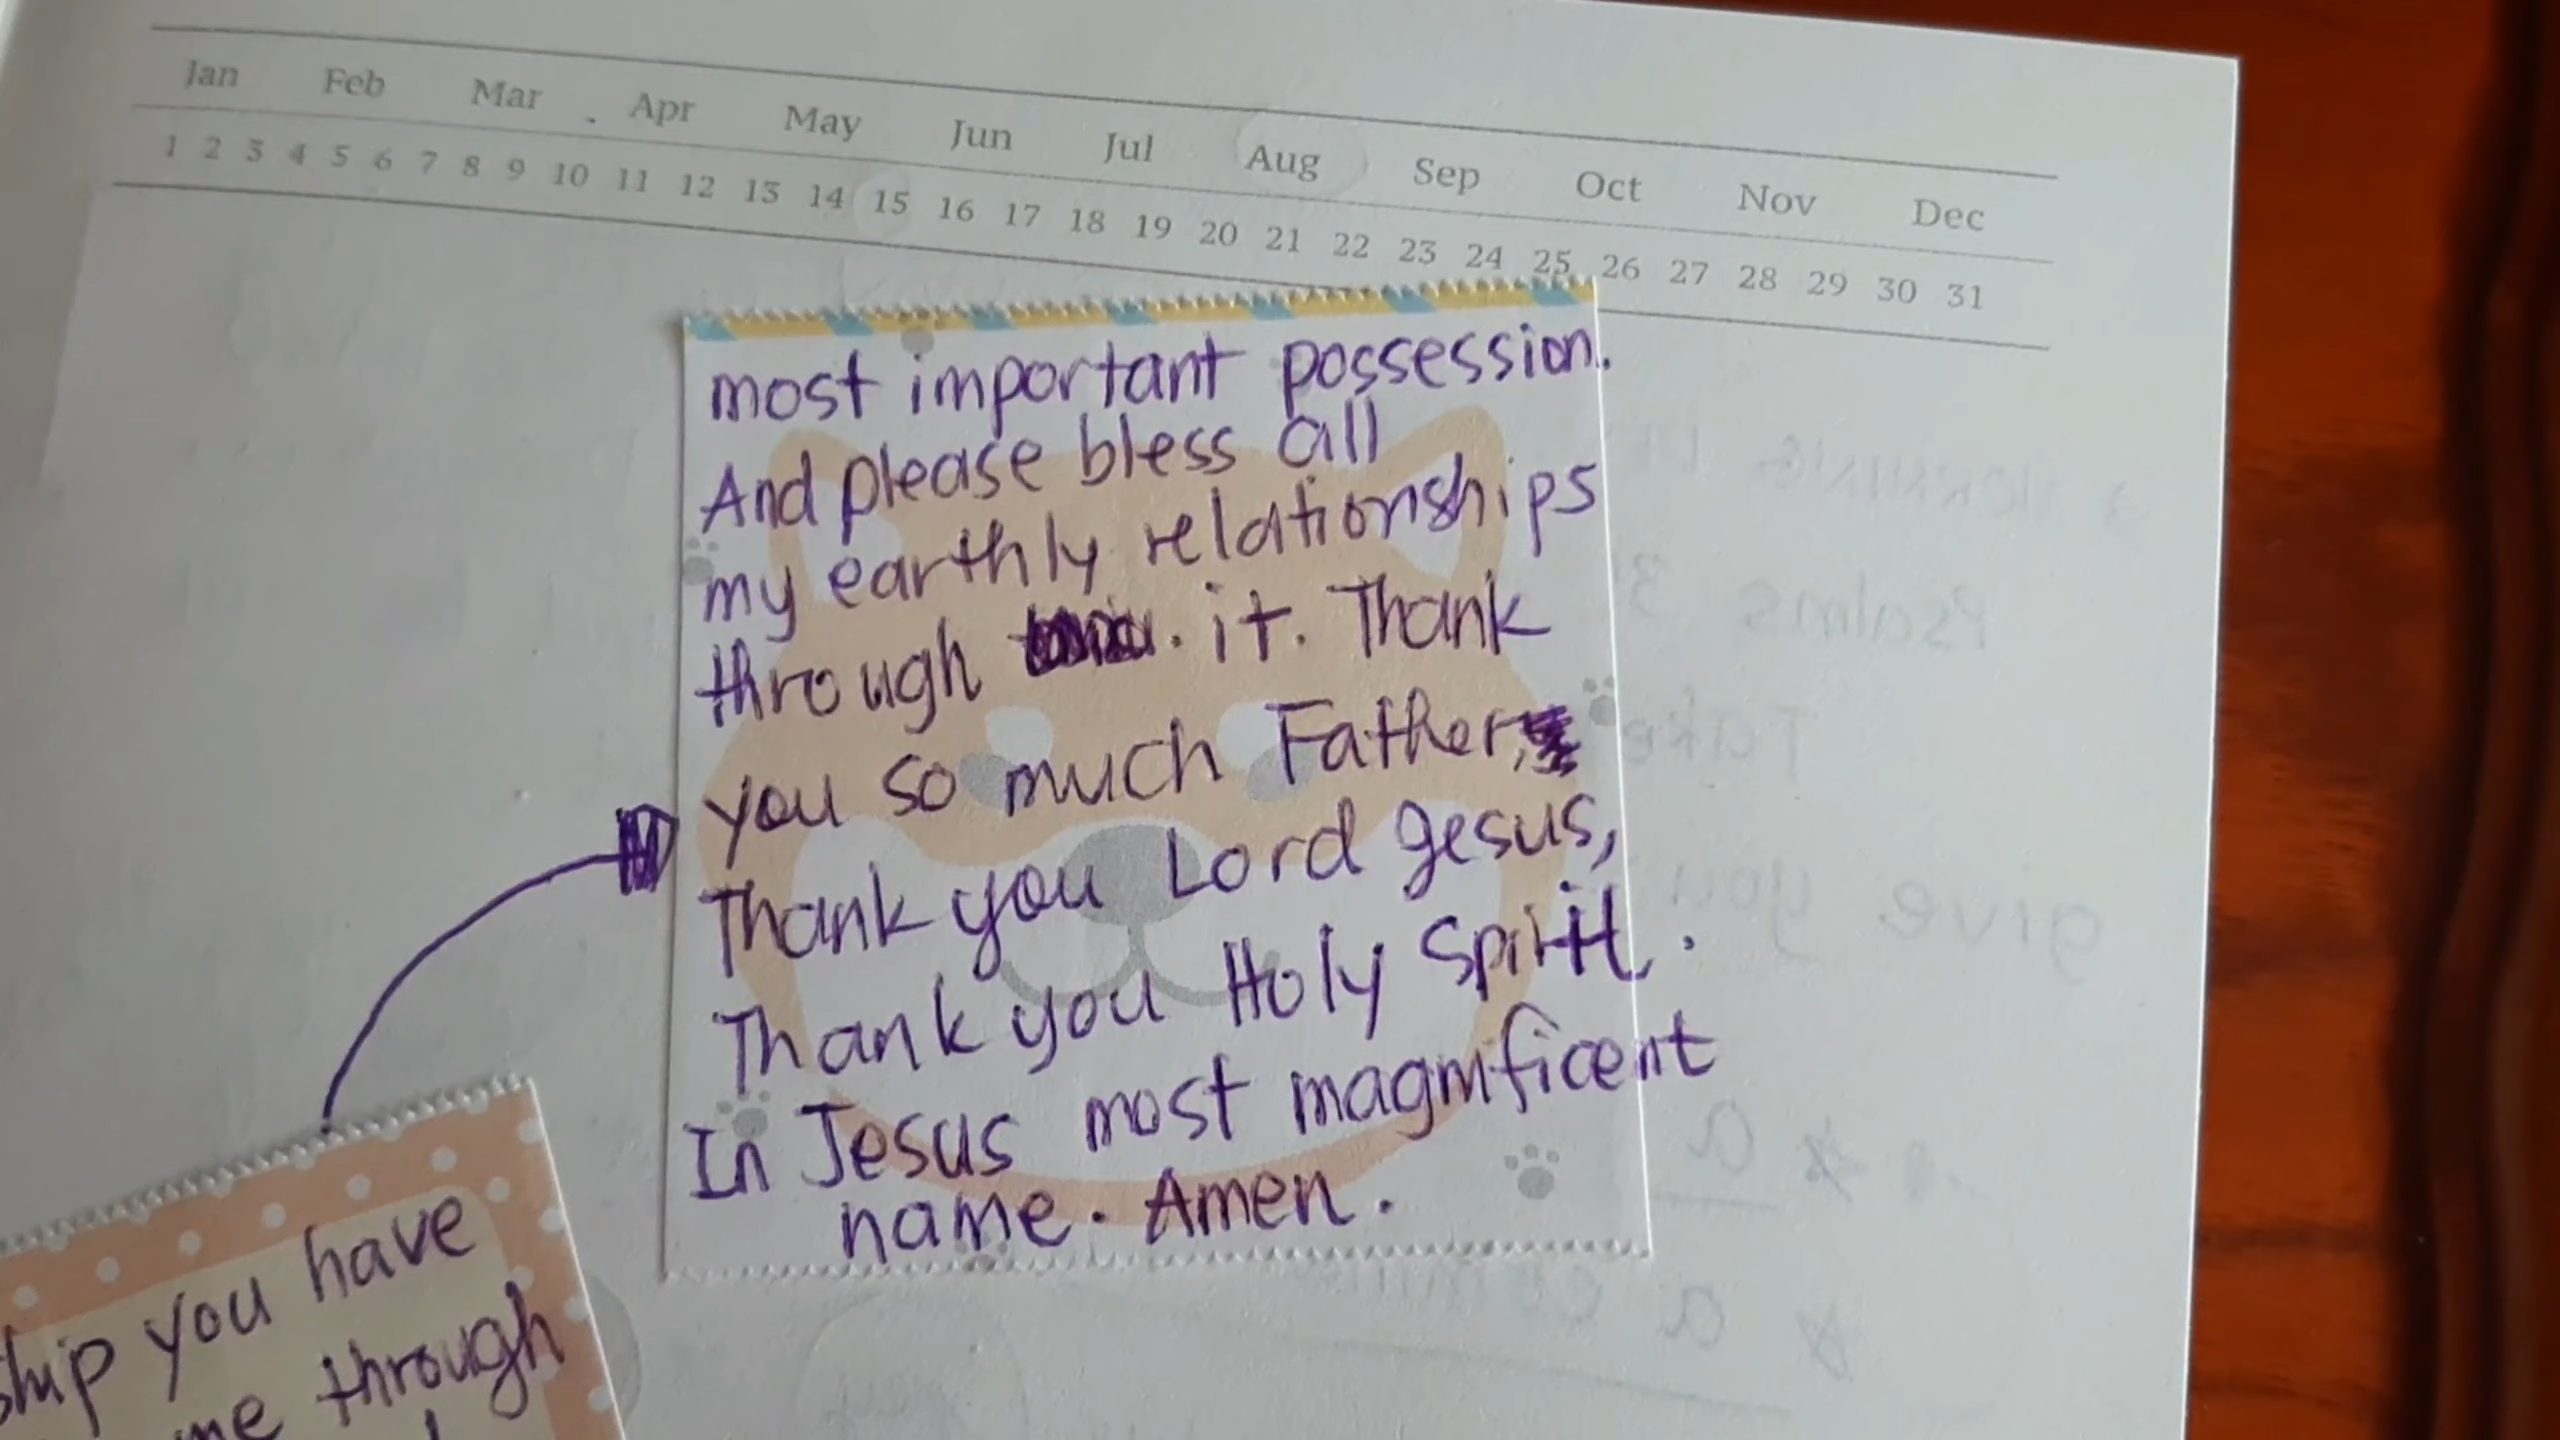 Jan Feb Mar Apr May Jun Jul Aug Sep Oct Nov Dec
1 2 3 4 5 6 7 8 9 10 11 12 13 14 15 16 17 18 19 20 21 22 23 24 25 26 27 28 29 30 31
most important possession.
And please bless all
my earthly relationships
through it. Thank
you so much Father,
Thank you Lord Jesus,
Thank you Holy Spirit.
In Jesus most magnificent
name. Amen.
you have
through